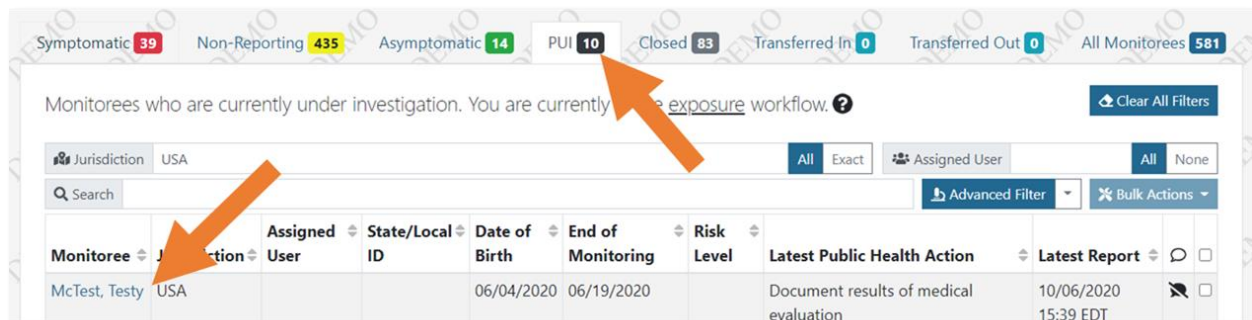 Symptomatic 39 Non-Reporting 435 Asymptomatic 14 PUI 10 Closed 83 Transferred In 0 Transferred Out 0 All Monitorees 581
Monitorees who are currently under investigation. You are currently exposure workflow. ?
Clear All Filters
Jurisdiction USA All Exact Assigned User All None
Search Advanced Filter Bulk Actions
Monitoree Assigned User State/Local ID Date of Birth End of Monitoring Risk Level Latest Public Health Action Latest Report
McTest, Testy USA 06/04/2020 06/19/2020 Document results of medical evaluation 10/06/2020 15:39 EDT
DEMO